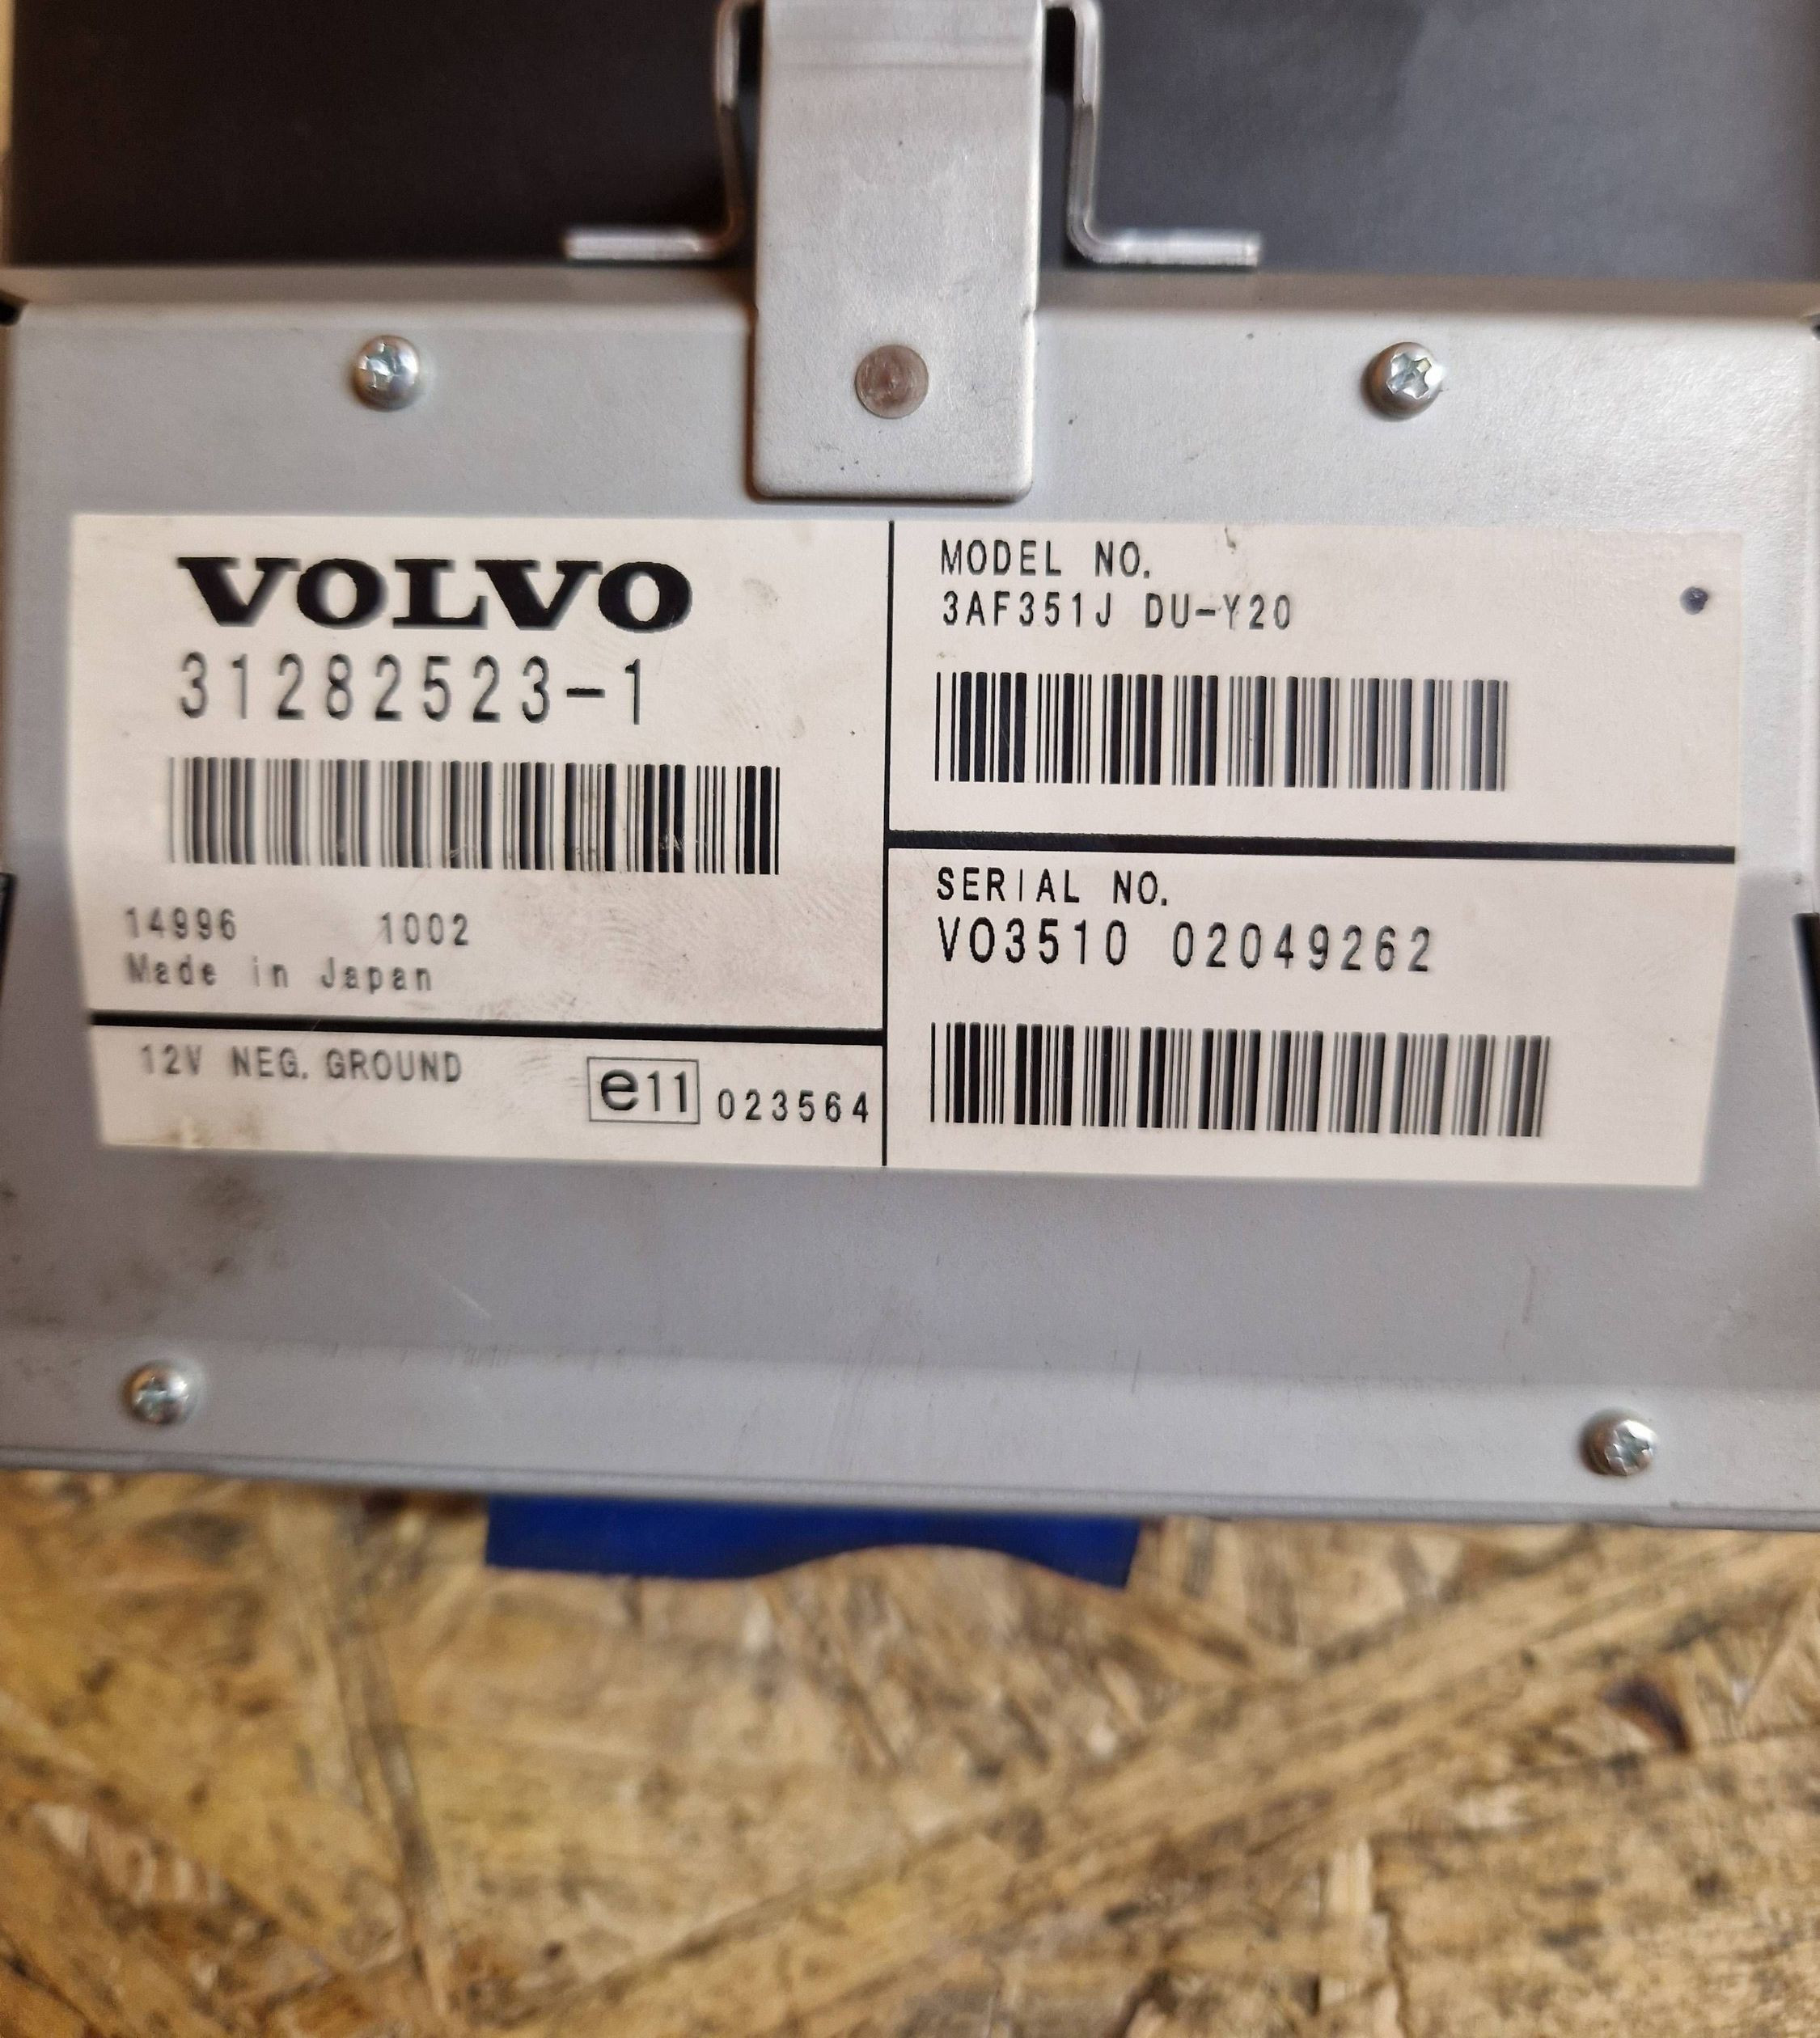 VOLVO
31282523-1
14996 1002
Made in Japan
12V NEG. GROUND
e11 023564
MODEL NO.
3AF351J DU-Y20
SERIAL NO.
VO3510 02049262